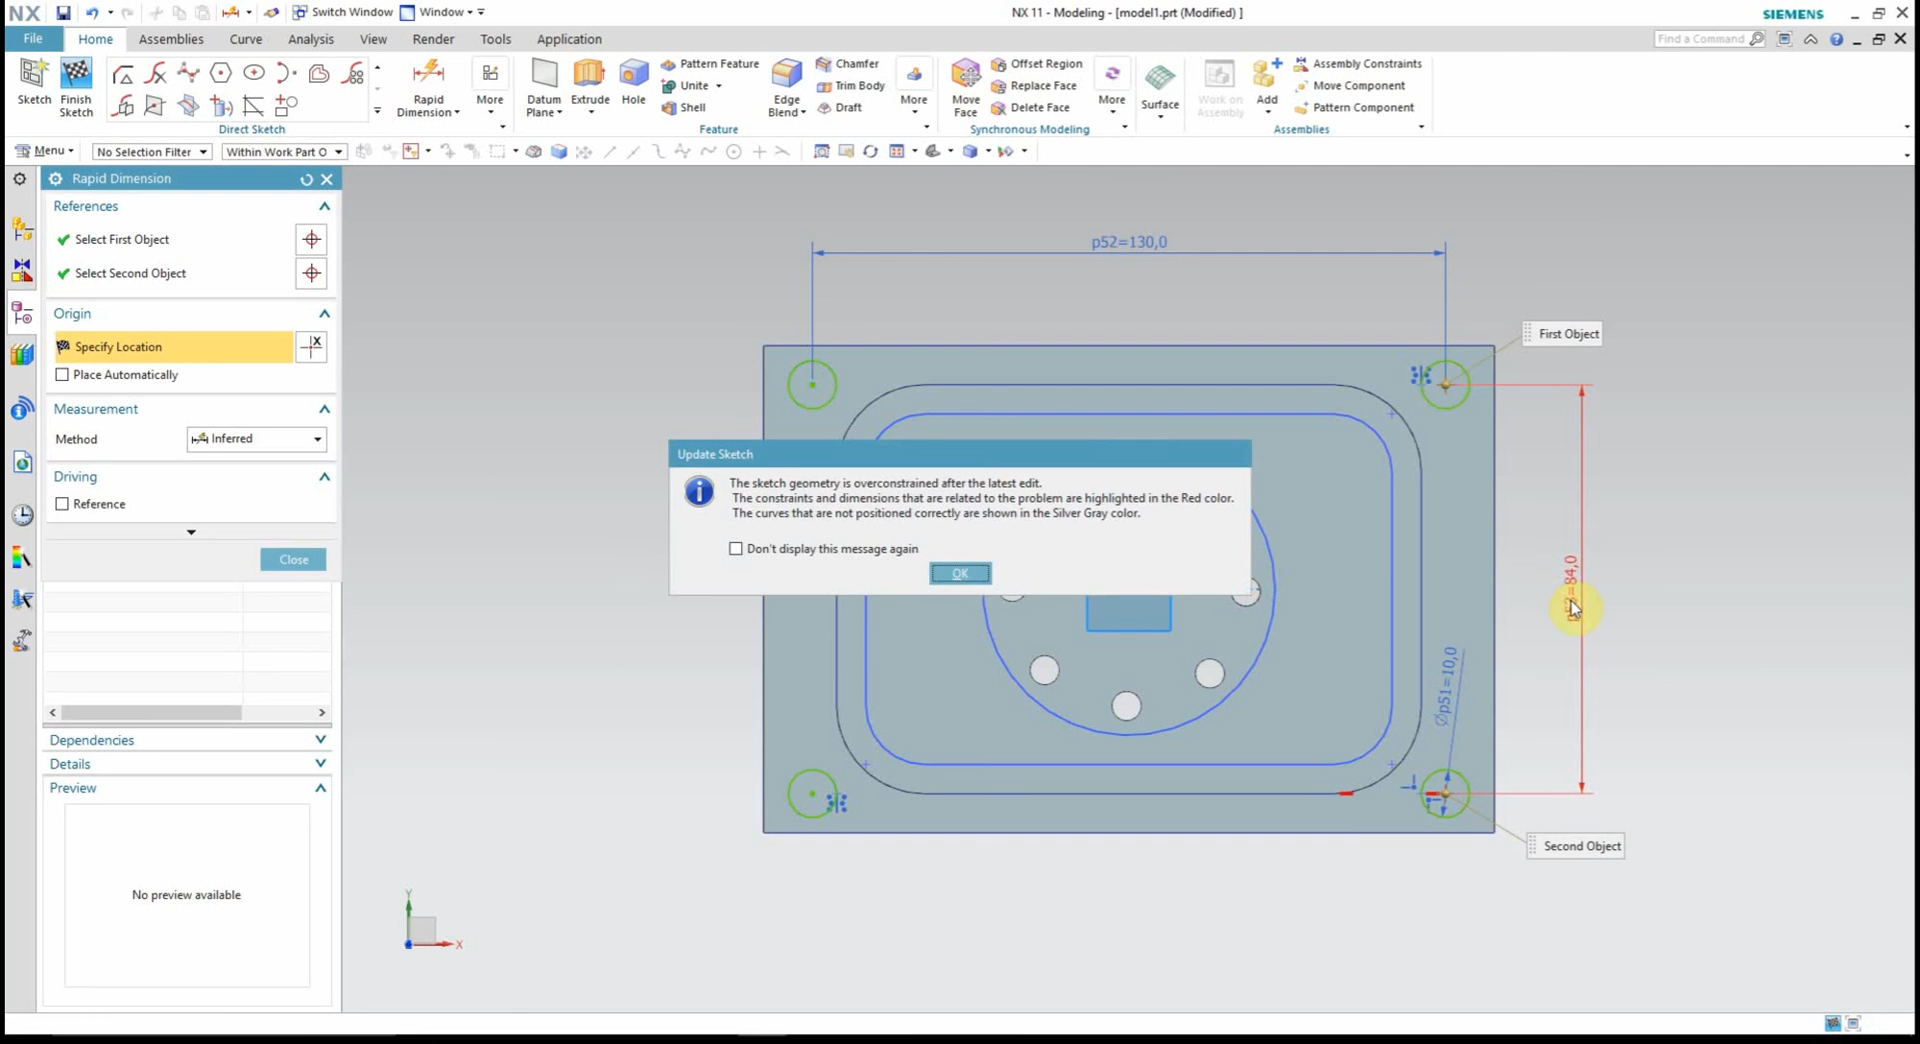 NX
Switch Window
Window
NX 11 - Modeling - [model1.prt (Modified) ]
SIEMENS
File
Home
Assemblies
Curve
Analysis
View
Render
Tools
Application
Find a Command
Sketch
Finish
Sketch
Direct Sketch
Rapid
Dimension
More
Datum
Plane
Extrude
Hole
Pattern Feature
Unite
Shell
Edge
Blend
Chamfer
Trim Body
Draft
More
Feature
Move
Face
Offset Region
Replace Face
Delete Face
More
Synchronous Modeling
Surface
Work on
Assembly
Add
Assembly Constraints
Move Component
Pattern Component
Assemblies
Menu
No Selection Filter
Within Work Part O
Rapid Dimension
References
Select First Object
Select Second Object
Origin
Specify Location
Place Automatically
Measurement
Method
Inferred
Driving
Reference
Close
Dependencies
Details
Preview
No preview available
p52=130,0
First Object
Update Sketch
The sketch geometry is overconstrained after the latest edit.
The constraints and dimensions that are related to the problem are highlighted in the Red color.
The curves that are not positioned correctly are shown in the Silver Gray color.
Don't display this message again
OK
Øp51=10,0
Second Object
Y
X